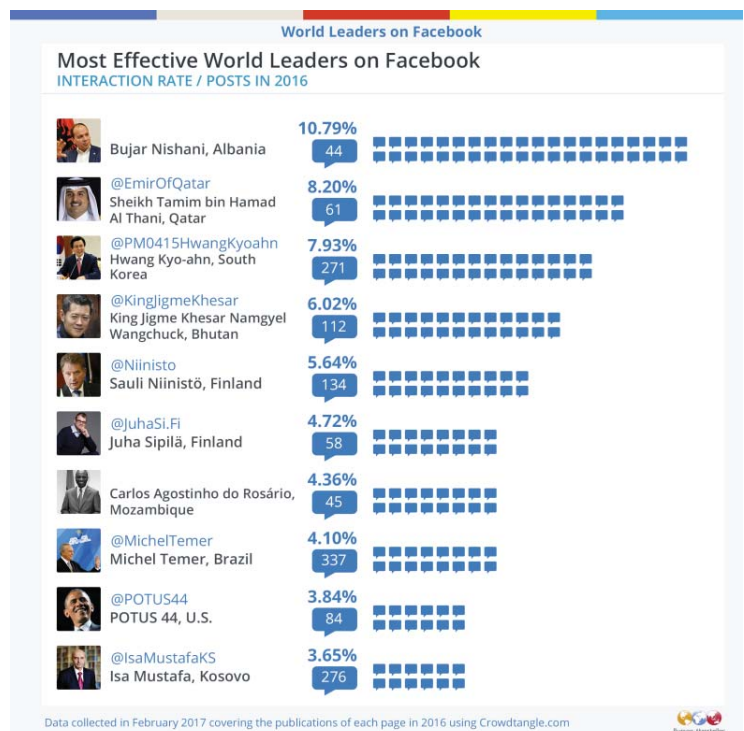 World Leaders on Facebook
Most Effective World Leaders on Facebook
INTERACTION RATE / POSTS IN 2016
10.79%
Bujar Nishani, Albania
44
@EmirOfQatar
8.20%
Sheikh Tamim bin Hamad
Al Thani, Qatar
61
@PM0415HwangKyoahn
7.93%
Hwang Kyo-ahn, South
Korea
271
@KingJigmeKhesar
6.02%
King Jigme Khesar Namgyel
Wangchuck, Bhutan
112
@Niinisto
5.64%
Sauli Niinistö, Finland
134
@JuhaSi.Fi
4.72%
Juha Sipilä, Finland
58
4.36%
Carlos Agostinho do Rosário,
Mozambique
45
@MichelTemer
4.10%
Michel Temer, Brazil
337
@POTUS44
3.84%
POTUS 44, U.S.
84
@IsaMustafaKS
3.65%
Isa Mustafa, Kosovo
276
Data collected in February 2017 covering the publications of each page in 2016 using Crowdtangle.com